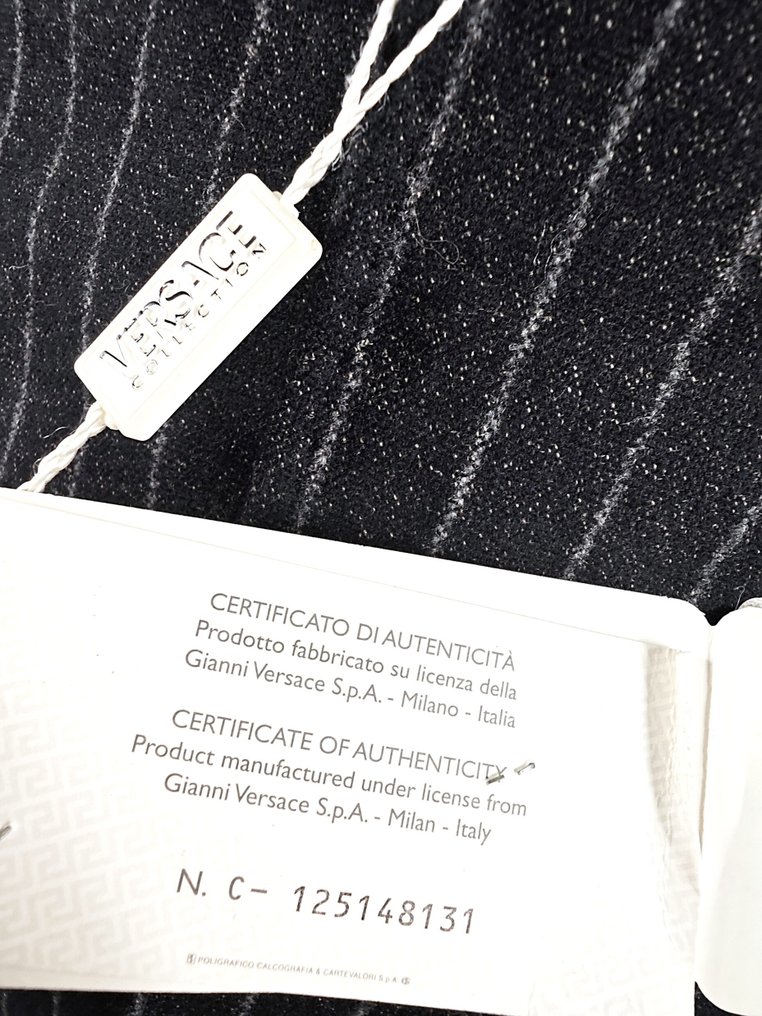 VERSACE
COLLECTION
CERTIFICATO DI AUTENTICITÀ
Prodotto fabbricato su licenza della
Gianni Versace S.p.A. - Milano - Italia
CERTIFICATE OF AUTHENTICITY
Product manufactured under license from
Gianni Versace S.p.A. - Milan - Italy
N. C- 125148131
POLIGRAFICO CALCOGRAFIA & CARTEVALORI S.p.A.